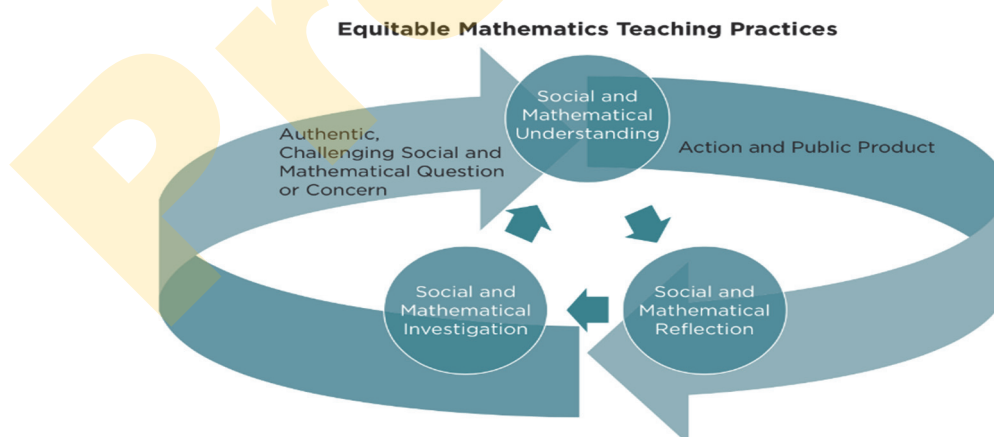 Equitable Mathematics Teaching Practices
Social and
Mathematical
Understanding
Authentic,
Challenging Social and
Mathematical Question
or Concern
Action and Public Product
Social and
Mathematical
Investigation
Social and
Mathematical
Reflection